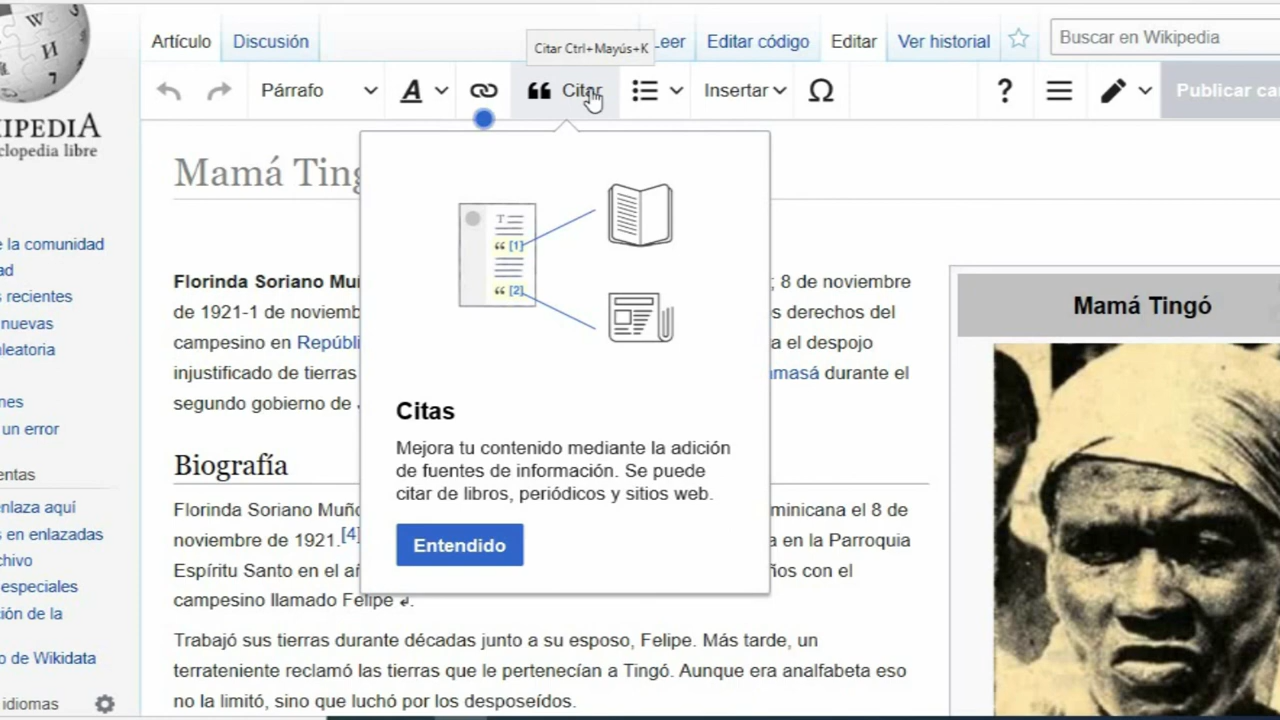 W
И
IPEDIA
clopedia libre
Artículo
Discusión
Citar Ctrl+Mayús+K
Leer
Editar código
Editar
Ver historial
Buscar en Wikipedia
Párrafo
A
Citar
Insertar
Ω
?
Publicar ca
Mamá Ting
e la comunidad
ad
s recientes
nuevas
leatoria
nes
un error
entas
nlaza aquí
s en enlazadas
chivo
especiales
ión de la
o de Wikidata
idiomas
T
[1]
[2]
Citas
Mejora tu contenido mediante la adición
de fuentes de información. Se puede
citar de libros, periódicos y sitios web.
Entendido
Florinda Soriano Mu ; 8 de noviembre
de 1921-1 de noviemb s derechos del
campesino en Repúbli a el despojo
injustificado de tierras masá durante el
segundo gobierno de
Biografía
Florinda Soriano Muño minicana el 8 de
noviembre de 1921.[4] a en la Parroquia
Espíritu Santo en el añ ños con el
campesino llamado Felipe ↲.
Trabajó sus tierras durante décadas junto a su esposo, Felipe. Más tarde, un
terrateniente reclamó las tierras que le pertenecían a Tingó. Aunque era analfabeta eso
no la limitó, sino que luchó por los desposeídos.
Mamá Tingó